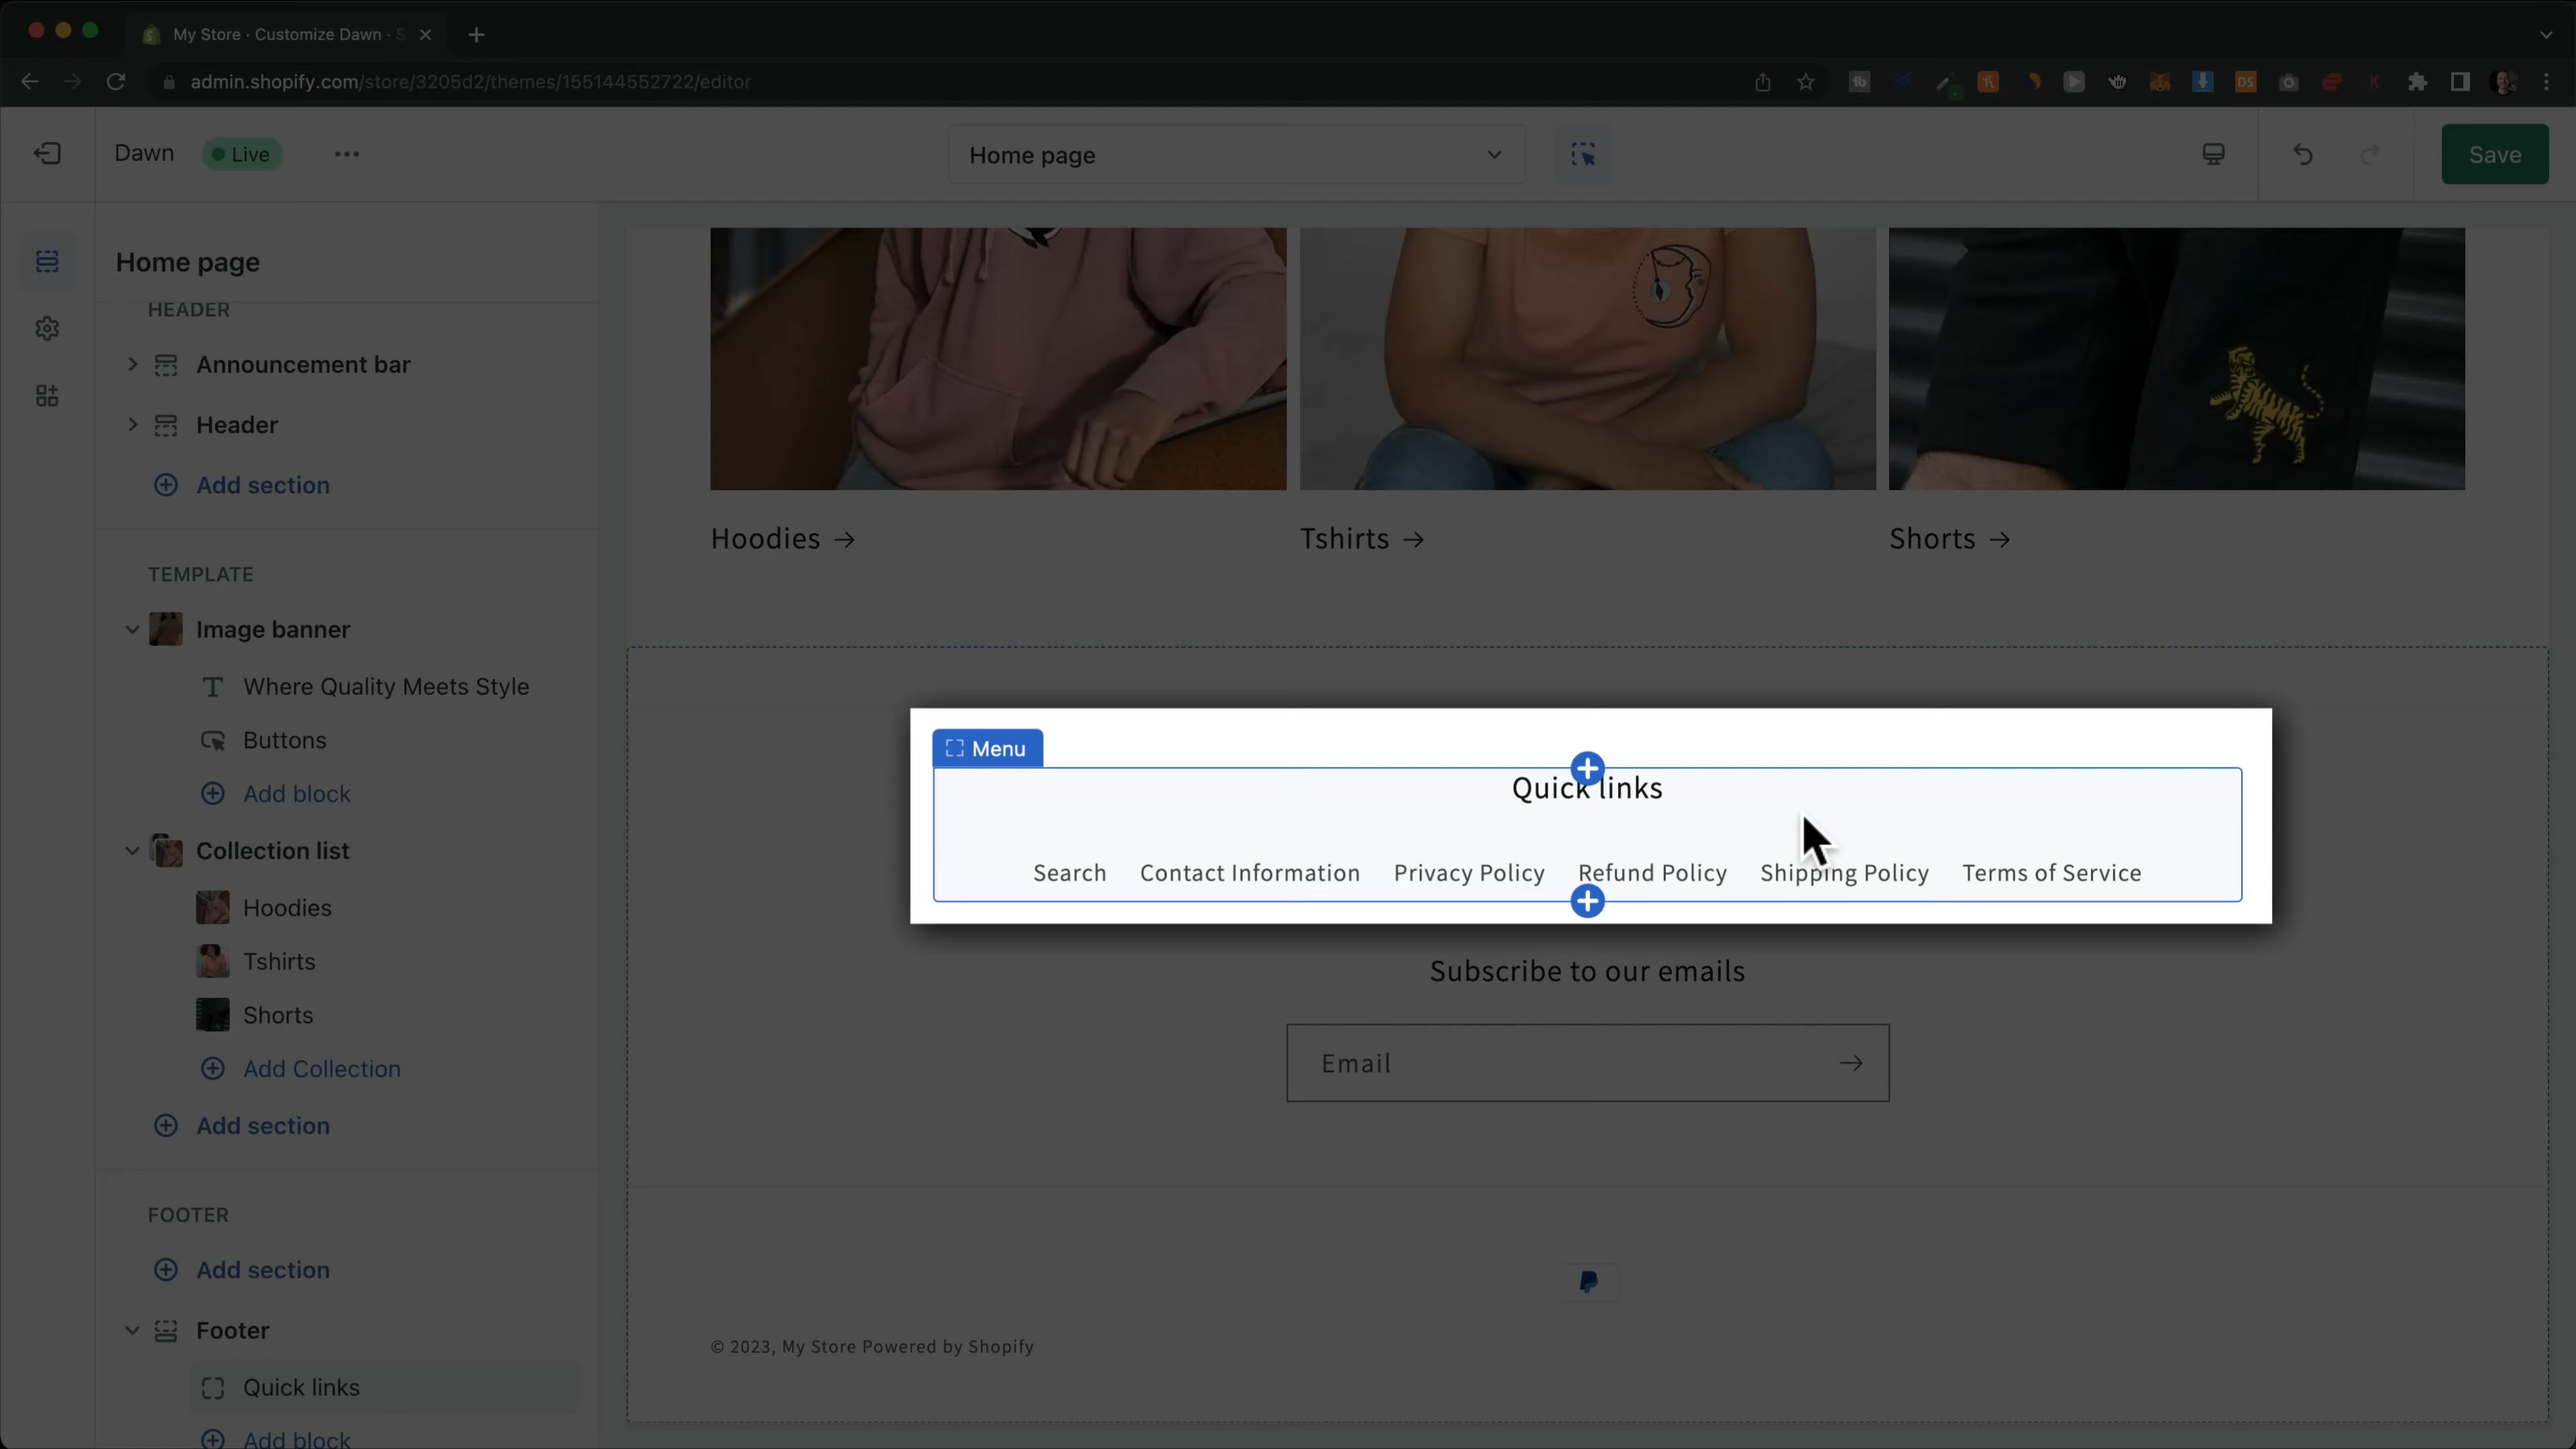 My Store · Customize Dawn · S
admin.shopify.com/store/3205d2/themes/155144552722/editor
Dawn
Live
Home page
Save
Home page
HEADER
Announcement bar
Header
Add section
TEMPLATE
Image banner
Where Quality Meets Style
Buttons
Add block
Collection list
Hoodies
Tshirts
Shorts
Add Collection
Add section
FOOTER
Add section
Footer
Quick links
Add block
Hoodies →
Tshirts →
Shorts →
Menu
Quick links
Search Contact Information Privacy Policy Refund Policy Shipping Policy Terms of Service
Subscribe to our emails
Email
© 2023, My Store Powered by Shopify